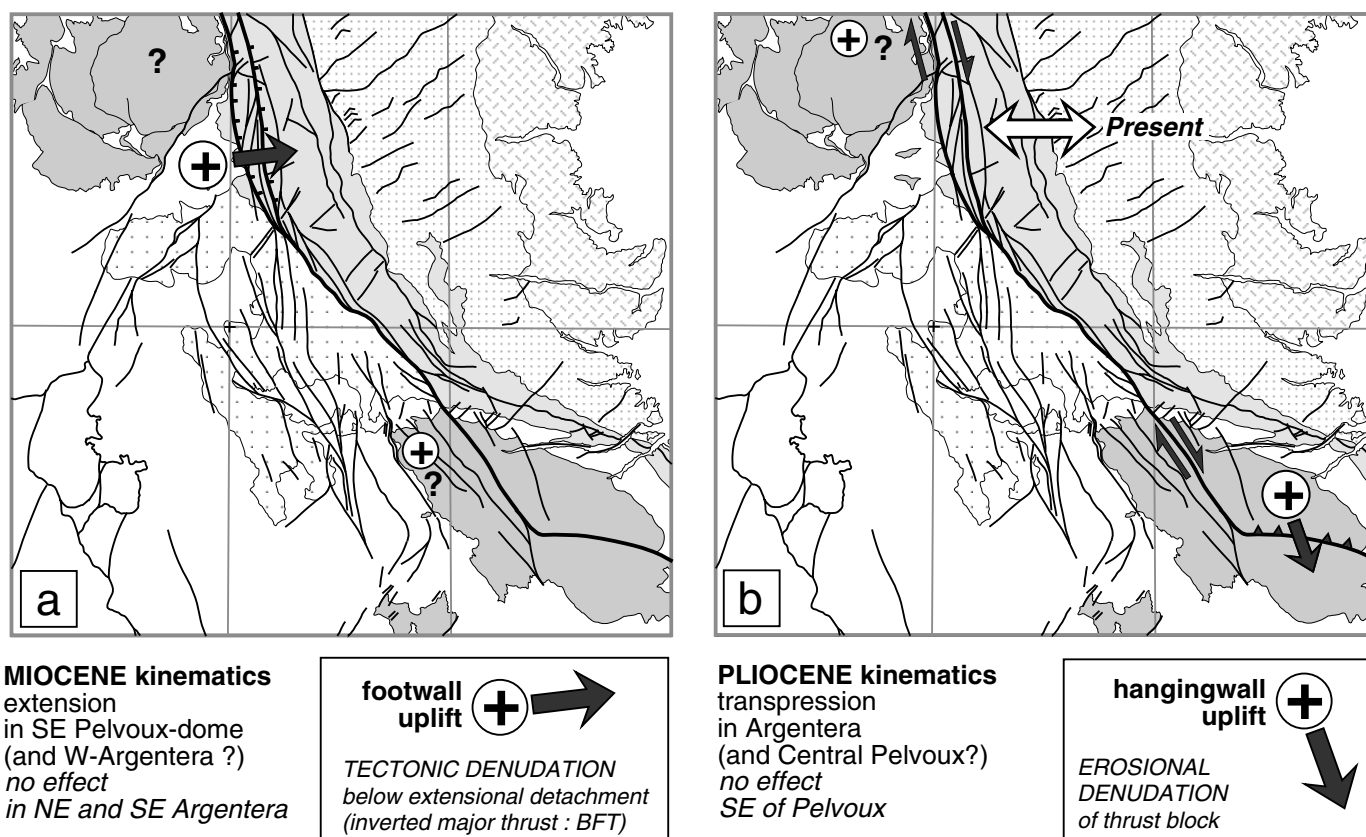 ?
+
+
?
a
+
?
Present
+
b
MIOCENE kinematics
extension
in SE Pelvoux-dome
(and W-Argentera ?)
no effect
in NE and SE Argentera
footwall
uplift
+
TECTONIC DENUDATION
below extensional detachment
(inverted major thrust : BFT)
PLIOCENE kinematics
transpression
in Argentera
(and Central Pelvoux?)
no effect
SE of Pelvoux
hangingwall
uplift
+
EROSIONAL
DENUDATION
of thrust block